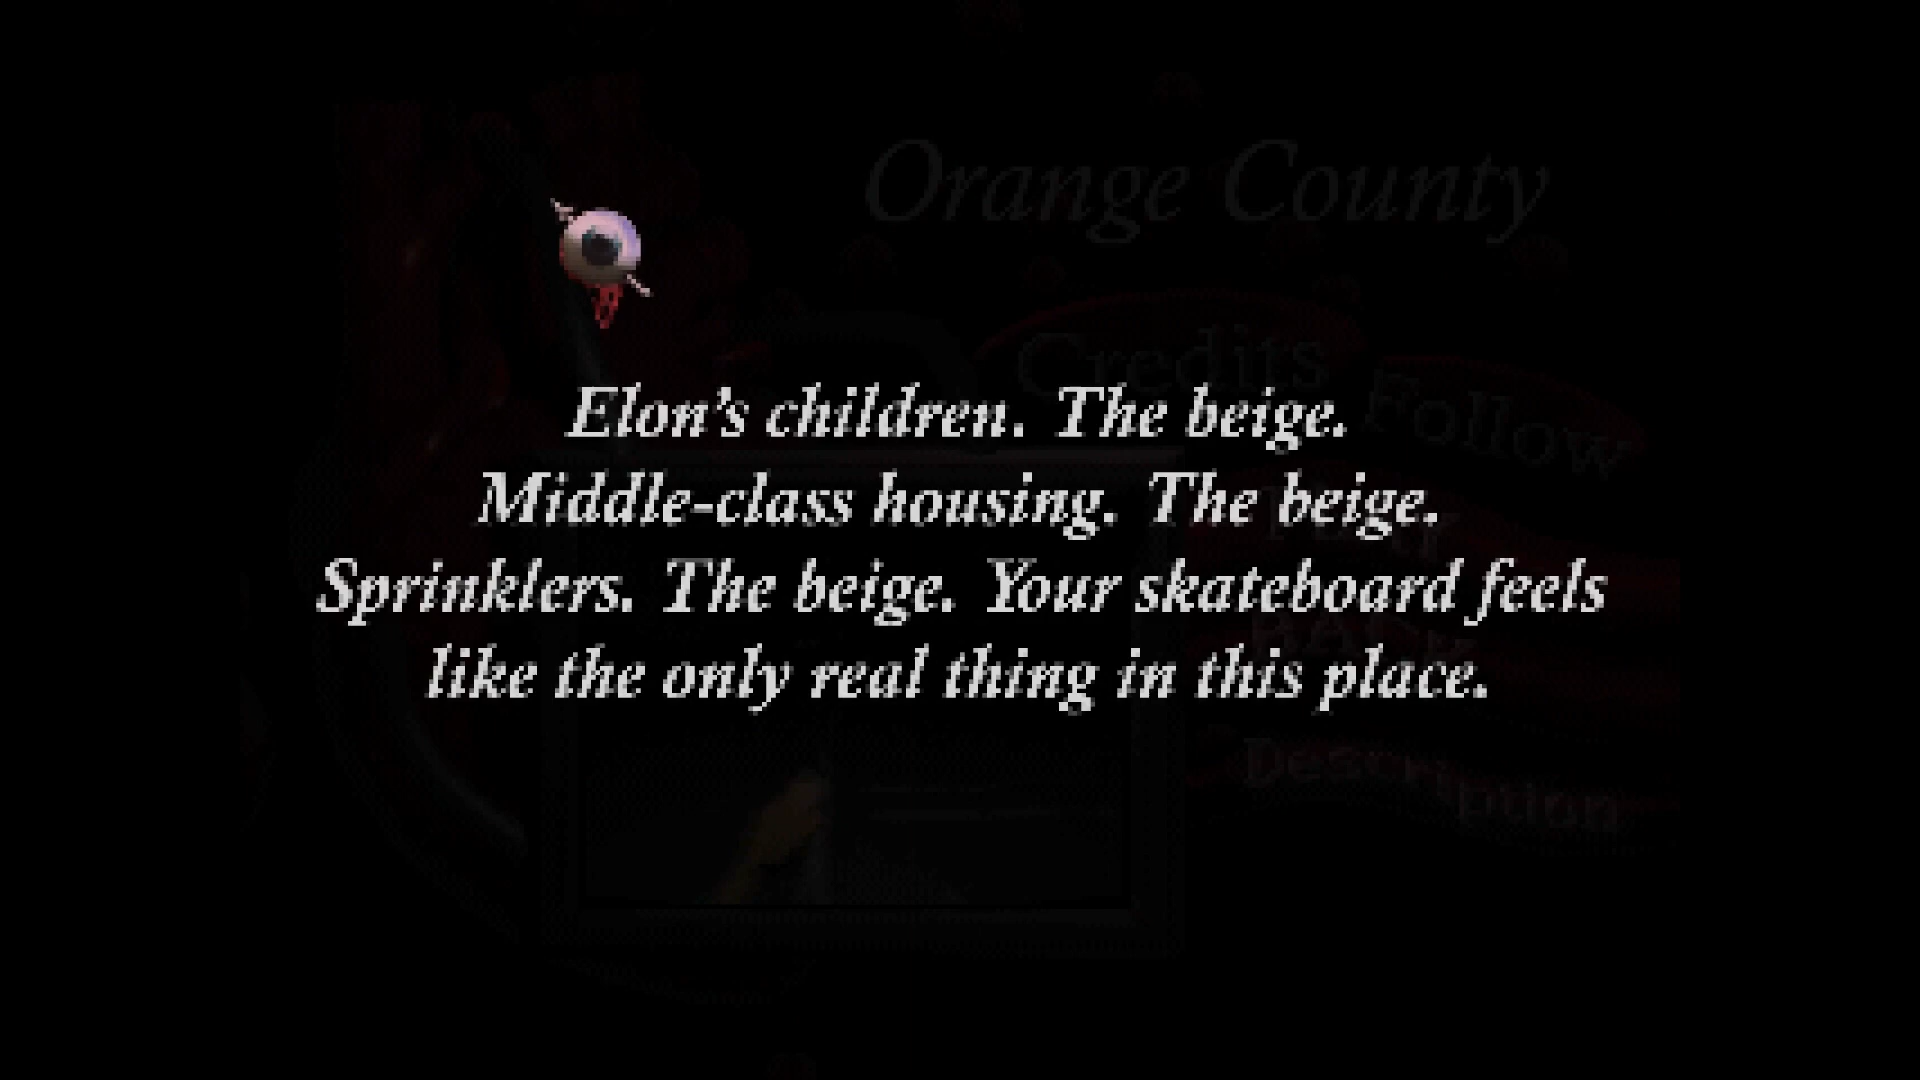 Orange County
Credits
Follow
Elon's children. The beige.
Middle-class housing. The beige.
Sprinklers. The beige. Your skateboard feels
like the only real thing in this place.
Description